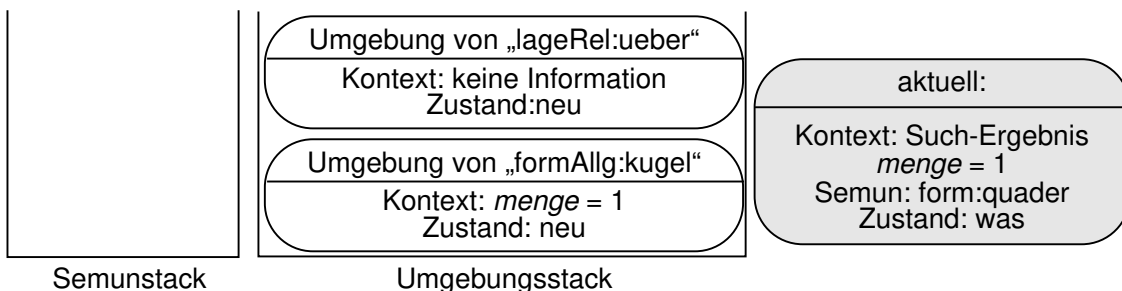 Umgebung von „lageRel:ueber“
Kontext: keine Information
Zustand:neu
Umgebung von „formAllg:kugel“
Kontext: menge = 1
Zustand: neu
aktuell:
Kontext: Such-Ergebnis
menge = 1
Semun: form:quader
Zustand: was
Semunstack
Umgebungsstack